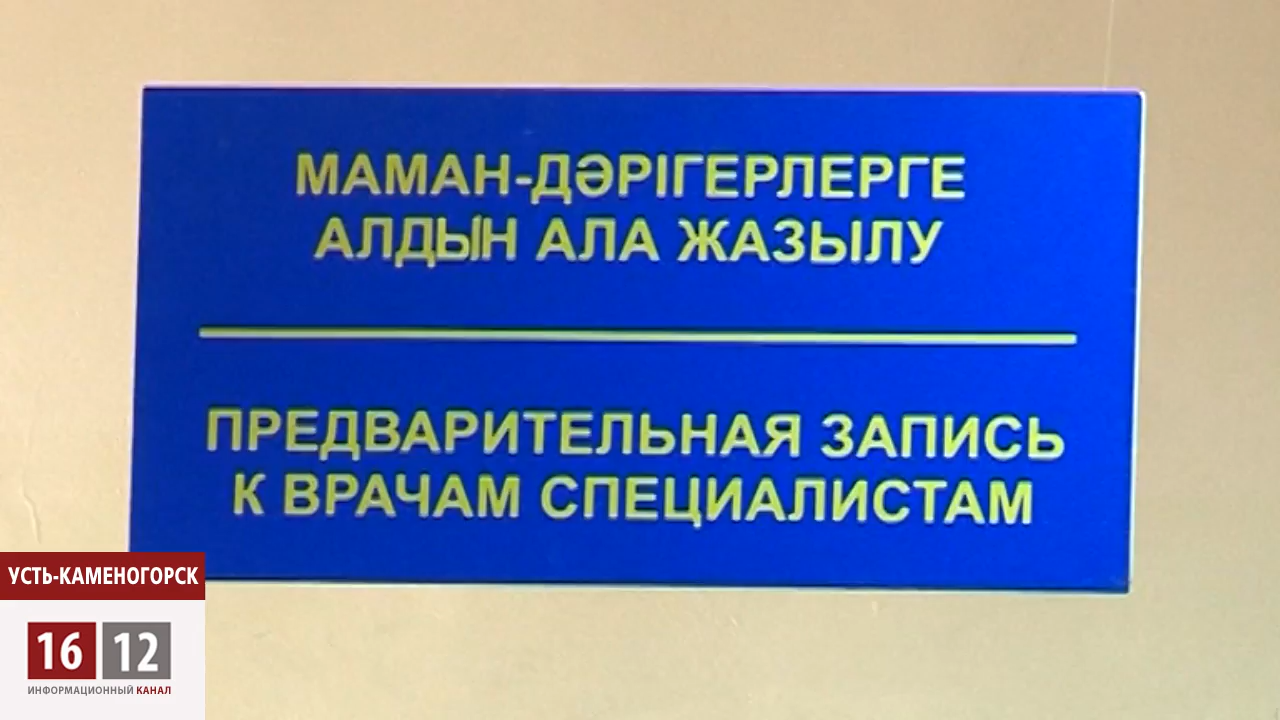 МАМАН-ДӘРІГЕРЛЕРГЕ
АЛДЫН АЛА ЖАЗЫЛУ
ПРЕДВАРИТЕЛЬНАЯ ЗАПИСЬ
К ВРАЧАМ СПЕЦИАЛИСТАМ
УСТЬ-КАМЕНОГОРСК
16 12
ИНФОРМАЦИОННЫЙ КАНАЛ